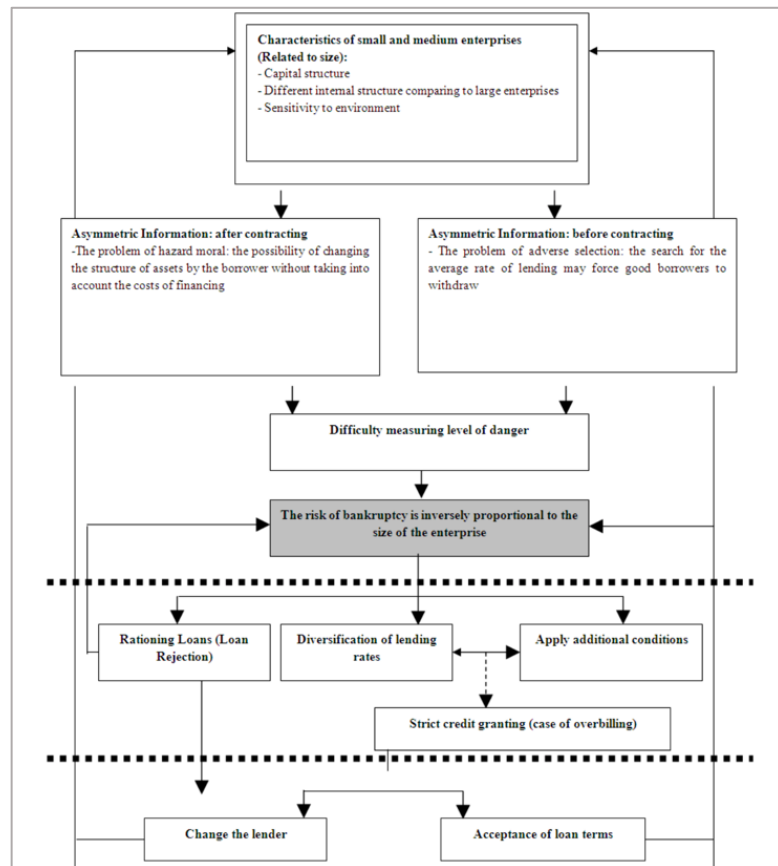 Characteristics of small and medium enterprises
(Related to size):
- Capital structure
- Different internal structure comparing to large enterprises
- Sensitivity to environment
Asymmetric Information: after contracting
-The problem of hazard moral: the possibility of changing
the structure of assets by the borrower without taking into
account the costs of financing
Asymmetric Information: before contracting
- The problem of adverse selection: the search for the
average rate of lending may force good borrowers to
withdraw
Difficulty measuring level of danger
The risk of bankruptcy is inversely proportional to the
size of the enterprise
Rationing Loans (Loan
Rejection)
Diversification of lending
rates
Apply additional conditions
Strict credit granting (case of overbilling)
Change the lender
Acceptance of loan terms